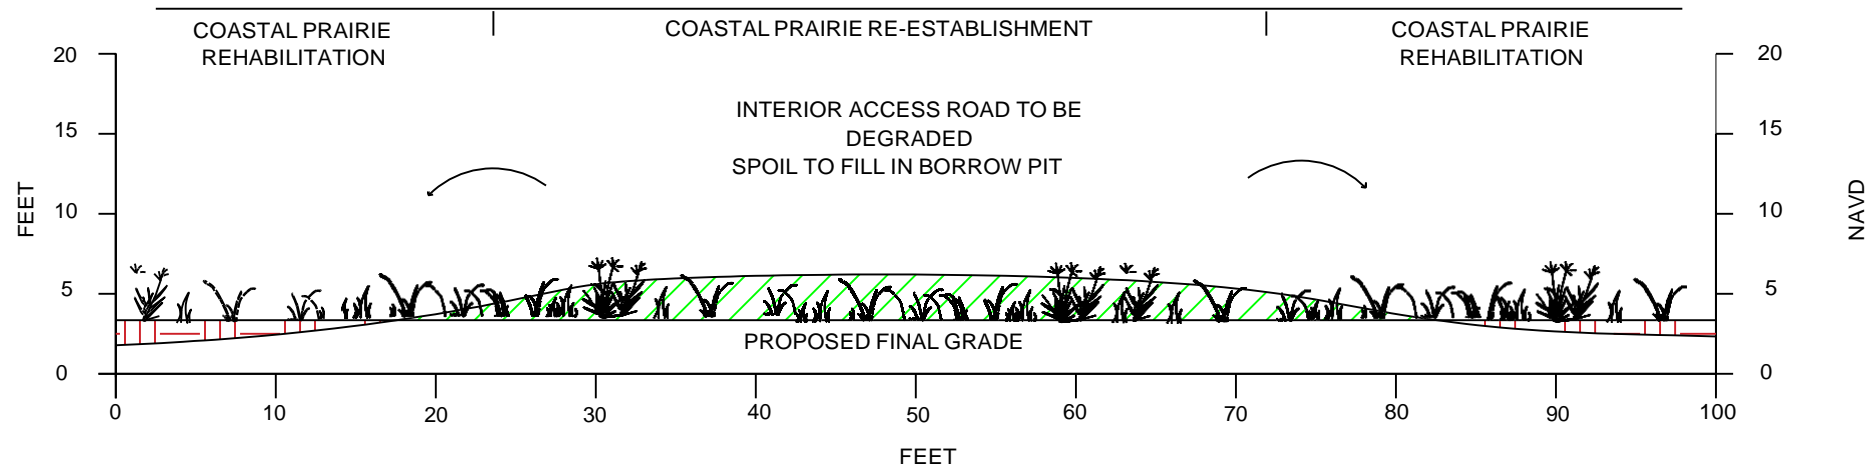 COASTAL PRAIRIE
REHABILITATION
COASTAL PRAIRIE RE-ESTABLISHMENT
COASTAL PRAIRIE
REHABILITATION
INTERIOR ACCESS ROAD TO BE
DEGRADED
SPOIL TO FILL IN BORROW PIT
20
15
10
5
0
FEET
20
15
10
5
0
NAVD
PROPOSED FINAL GRADE
0 10 20 30 40 50 60 70 80 90 100
FEET